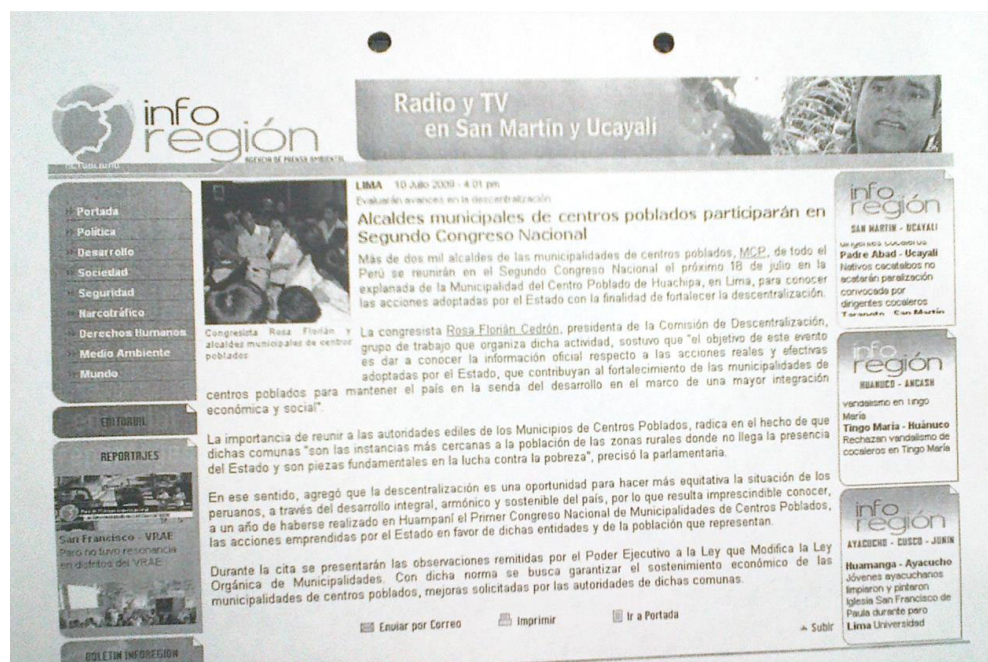 info
región
AGENCIA DE PRENSA AMBIENTAL
ACTUALIDAD
Radio y TV
en San Martín y Ucayali
Portada
Política
Desarrollo
Sociedad
Seguridad
Narcotráfico
Derechos Humanos
Medio Ambiente
Mundo
EDITORIAL
REPORTAJES
San Francisco - VRAE
Paro no tuvo resonancia
en distritos del VRAE
BOLETIN INFOREGION
Congresista Rosa Florián y
alcaldes municipales de centros
poblados
LIMA 10 Julio 2009 - 4:01 pm
Evaluarán avances en la descentralización
Alcaldes municipales de centros poblados participarán en
Segundo Congreso Nacional
Más de dos mil alcaldes de las municipalidades de centros poblados, MCP, de todo el
Perú se reunirán en el Segundo Congreso Nacional el próximo 18 de julio en la
explanada de la Municipalidad del Centro Poblado de Huachipa, en Lima, para conocer
las acciones adoptadas por el Estado con la finalidad de fortalecer la descentralización.
La congresista Rosa Florián Cedrón, presidenta de la Comisión de Descentralización,
grupo de trabajo que organiza dicha actividad, sostuvo que "el objetivo de este evento
es dar a conocer la información oficial respecto a las acciones reales y efectivas
adoptadas por el Estado, que contribuyan al fortalecimiento de las municipalidades de
centros poblados para mantener el país en la senda del desarrollo en el marco de una mayor integración
económica y social".
La importancia de reunir a las autoridades ediles de los Municipios de Centros Poblados, radica en el hecho de que
dichas comunas "son las instancias más cercanas a la población de las zonas rurales donde no llega la presencia
del Estado y son piezas fundamentales en la lucha contra la pobreza", precisó la parlamentaria.
En ese sentido, agregó que la descentralización es una oportunidad para hacer más equitativa la situación de los
peruanos, a través del desarrollo integral, armónico y sostenible del país, por lo que resulta imprescindible conocer,
a un año de haberse realizado en Huampaní el Primer Congreso Nacional de Municipalidades de Centros Poblados,
las acciones emprendidas por el Estado en favor de dichas entidades y de la población que representan.
Durante la cita se presentarán las observaciones remitidas por el Poder Ejecutivo a la Ley que Modifica la Ley
Orgánica de Municipalidades. Con dicha norma se busca garantizar el sostenimiento económico de las
municipalidades de centros poblados, mejoras solicitadas por las autoridades de dichas comunas.
Enviar por Correo
Imprimir
Ir a Portada
Subir
info
región
SAN MARTIN - UCAYALI
dirigentes cocaleros
Padre Abad - Ucayali
Nativos cacataibos no
acatarán paralización
convocada por
dirigentes cocaleros
Tarapoto - San Martín
info
región
HUANUCO - ANCASH
vandalismo en Tingo
María
Tingo María - Huánuco
Rechazan vandalismo de
cocaleros en Tingo María
info
región
AYACUCHO - CUSCO - JUNIN
Huamanga - Ayacucho
Jóvenes ayacuchanos
limpiaron y pintaron
Iglesia San Francisco de
Paula durante paro
Lima Universidad